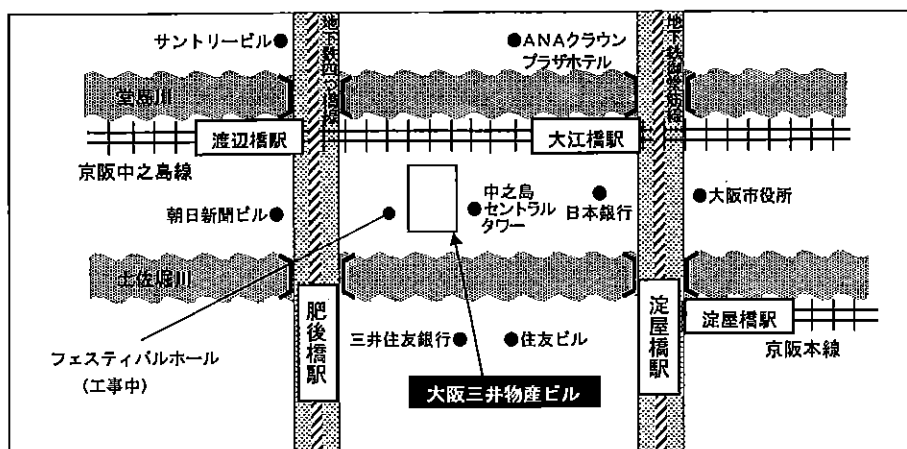 サントリービル
地下鉄四つ橋線
ANAクラウン
プラザホテル
地下鉄御堂筋線
堂島川
渡辺橋駅
大江橋駅
京阪中之島線
朝日新聞ビル
中之島
セントラル
タワー
日本銀行
大阪市役所
土佐堀川
肥後橋駅
淀屋橋駅
淀屋橋駅
京阪本線
フェスティバルホール
(工事中)
三井住友銀行
住友ビル
大阪三井物産ビル